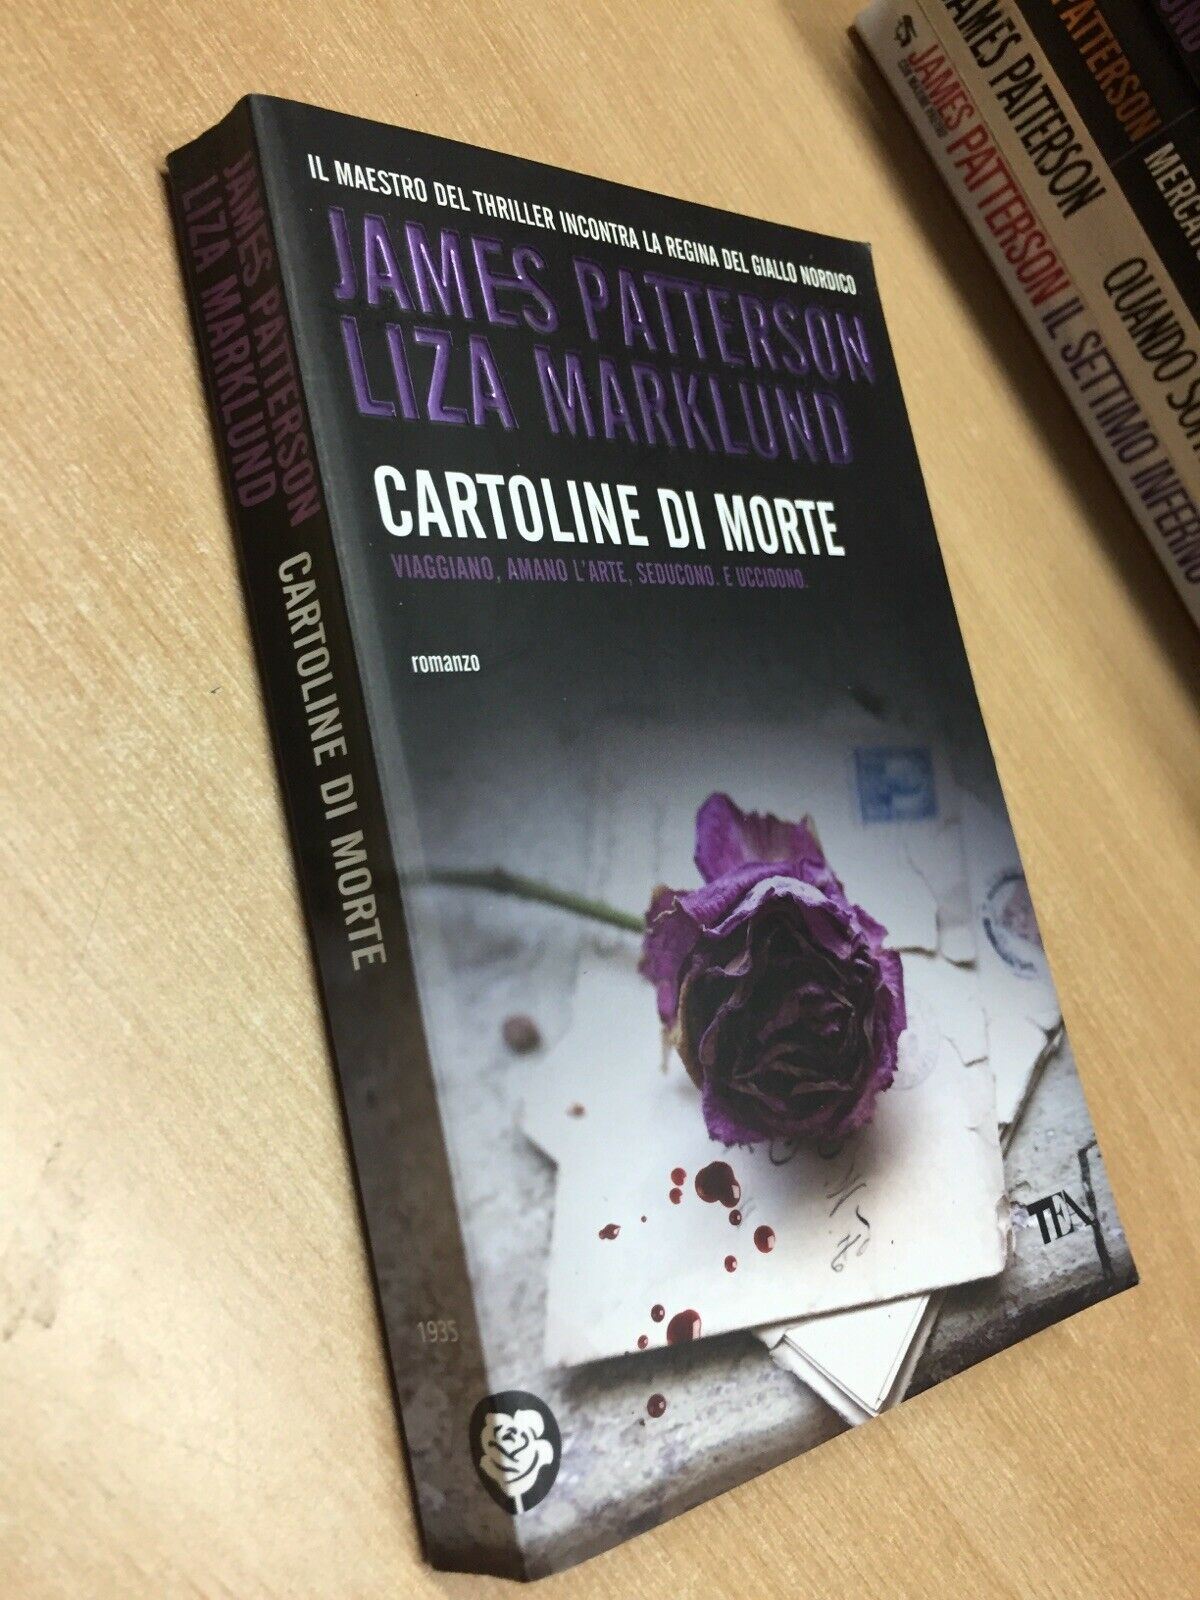 IL MAESTRO DEL THRILLER INCONTRA LA REGINA DEL GIALLO NORDICO
JAMES PATTERSON
LIZA MARKLUND
CARTOLINE DI MORTE
VIAGGIANO, AMANO L'ARTE, SEDUCONO. E UCCIDONO.
romanzo
TEA
JAMES PATTERSON
LIZA MARKLUND
CARTOLINE DI MORTE
1935
JAMES PATTERSON IL SETTIMO INFERNO
JAMES PATTERSON QUANDO SOF
PATTERSON MERCAT